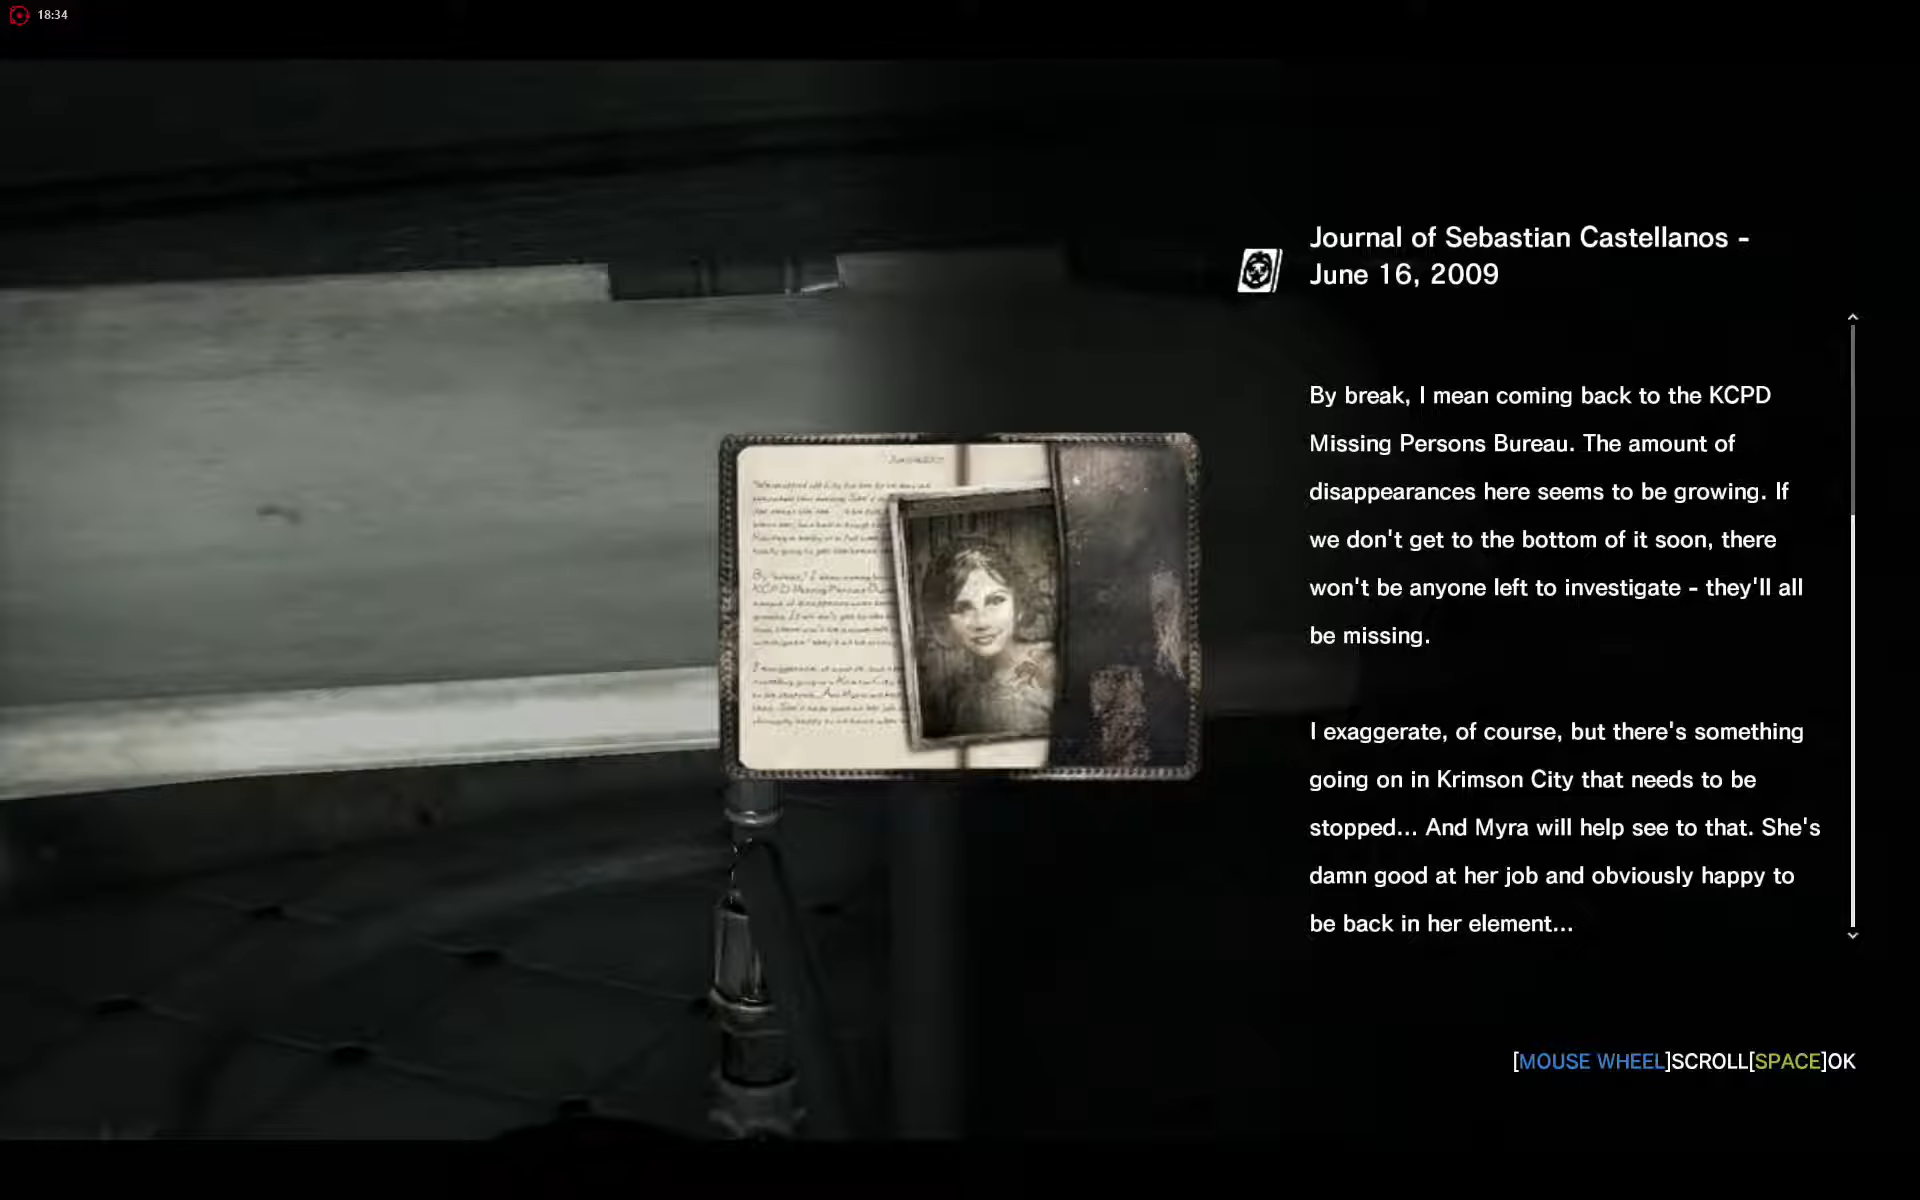 18:34
Journal of Sebastian Castellanos -
June 16, 2009
By break, I mean coming back to the KCPD
Missing Persons Bureau. The amount of
disappearances here seems to be growing. If
we don't get to the bottom of it soon, there
won't be anyone left to investigate - they'll all
be missing.
I exaggerate, of course, but there's something
going on in Krimson City that needs to be
stopped... And Myra will help see to that. She's
damn good at her job and obviously happy to
be back in her element...
[MOUSE WHEEL]SCROLL[SPACE]OK